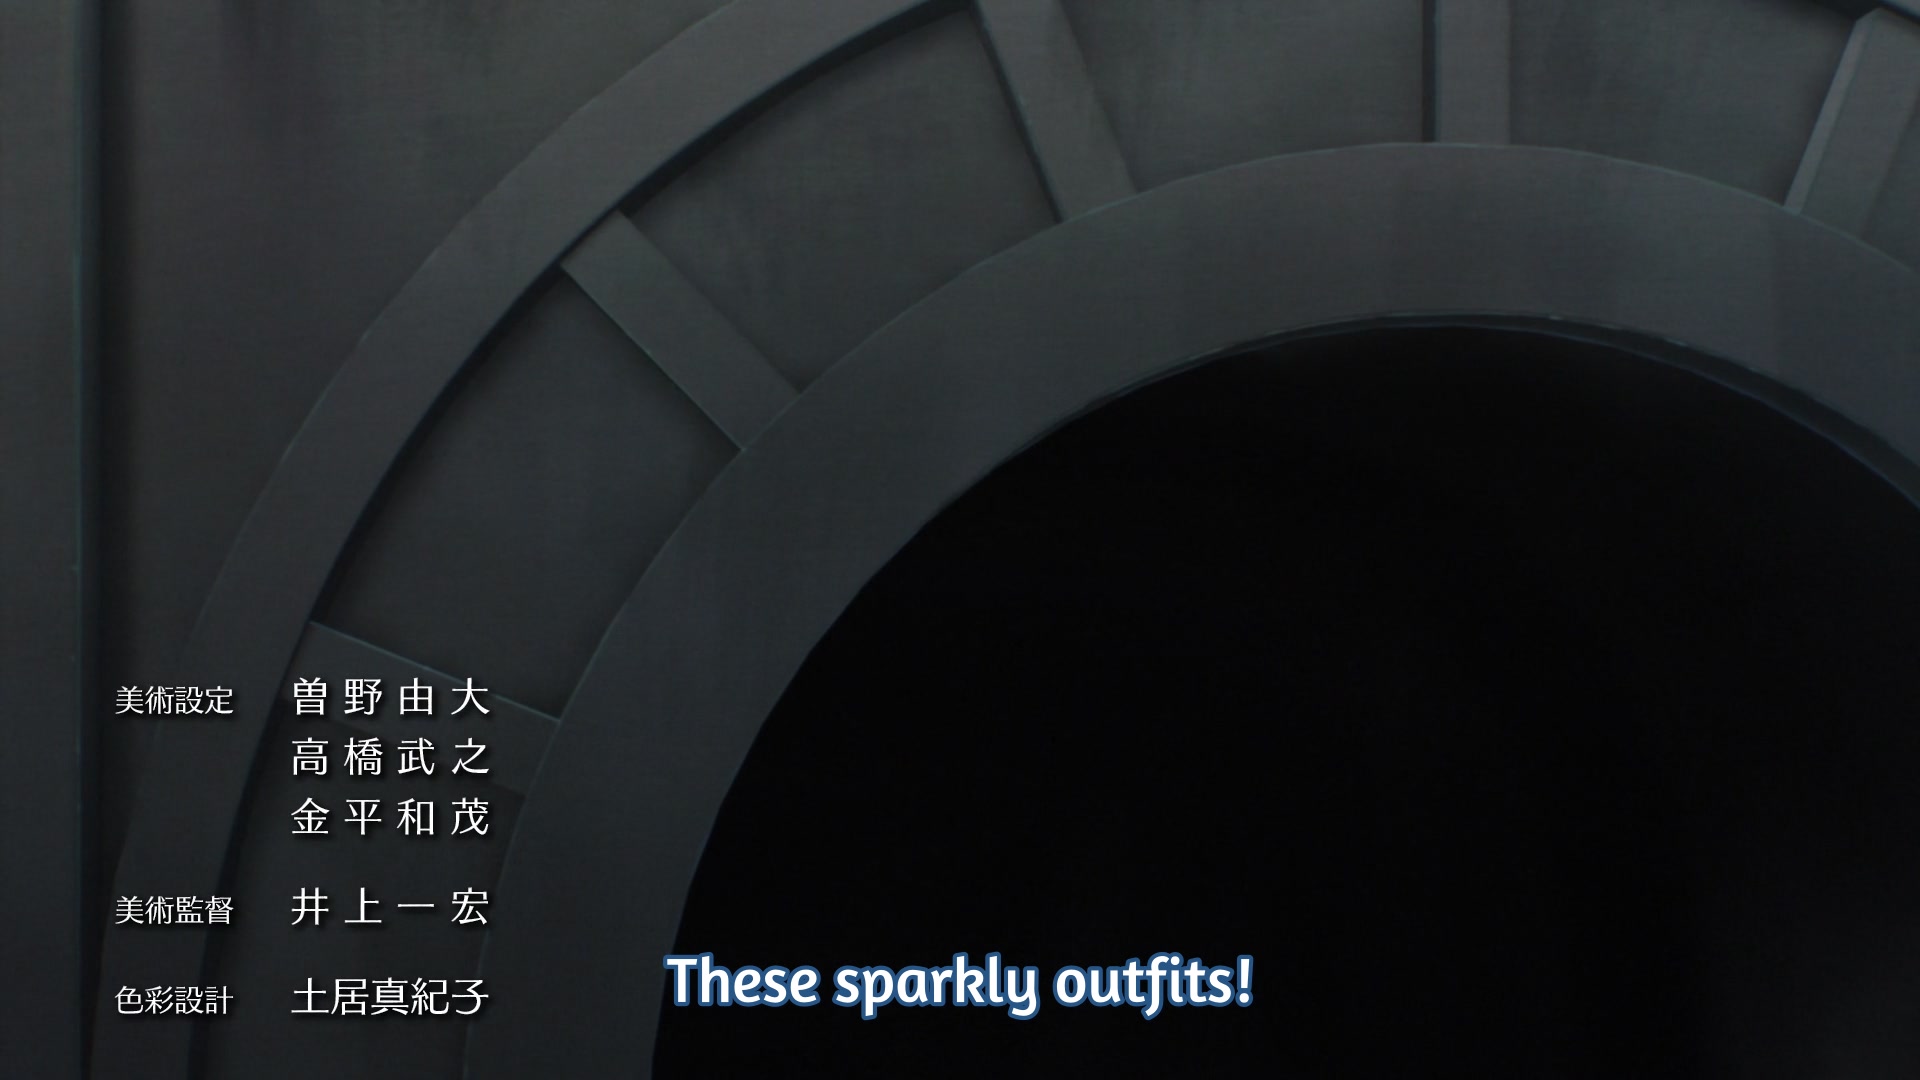 美術設定 曽野由大
高橋武之
金平和茂
美術監督 井上一宏
色彩設計 土居真紀子
These sparkly outfits!